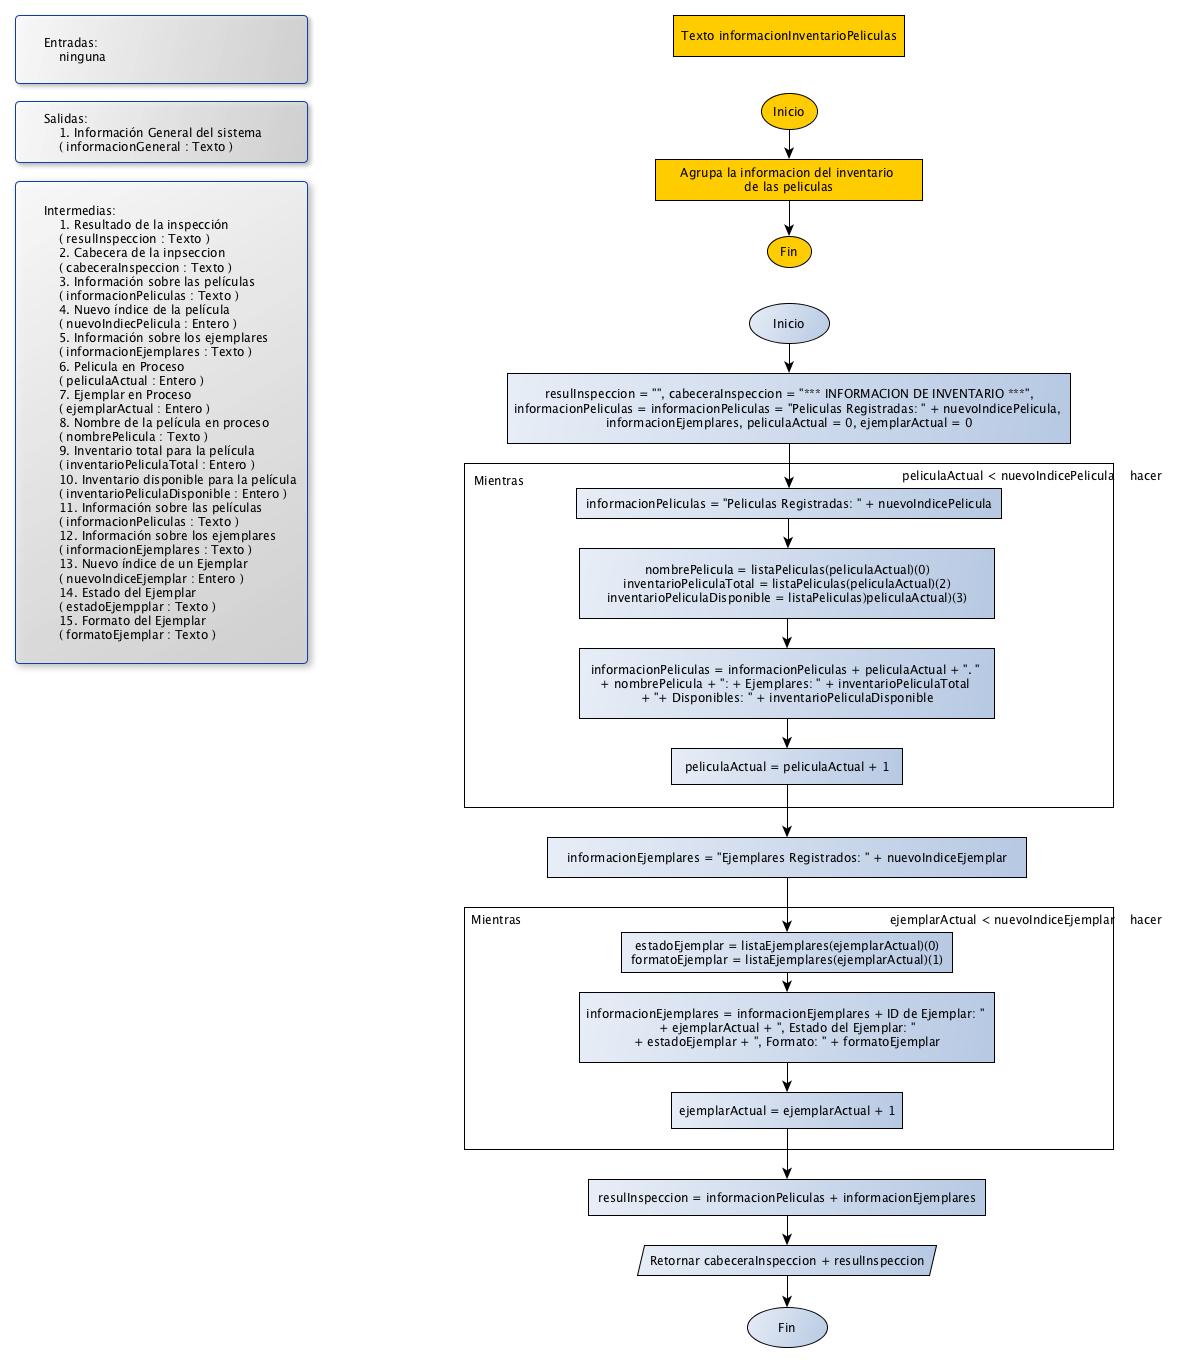 Entradas:
ninguna
Salidas:
1. Información General del sistema
( informacionGeneral : Texto )
Intermedias:
1. Resultado de la inspección
( resulInspeccion : Texto )
2. Cabecera de la inpseccion
( cabeceraInspeccion : Texto )
3. Información sobre las películas
( informacionPeliculas : Texto )
4. Nuevo índice de la película
( nuevoIndiecPelicula : Entero )
5. Información sobre los ejemplares
( informacionEjemplares : Texto )
6. Pelicula en Proceso
( peliculaActual : Entero )
7. Ejemplar en Proceso
( ejemplarActual : Entero )
8. Nombre de la película en proceso
( nombrePelicula : Texto )
9. Inventario total para la película
( inventarioPeliculaTotal : Entero )
10. Inventario disponible para la película
( inventarioPeliculaDisponible : Entero )
11. Información sobre las películas
( informacionPeliculas : Texto )
12. Información sobre los ejemplares
( informacionEjemplares : Texto )
13. Nuevo índice de un Ejemplar
( nuevoIndiceEjemplar : Entero )
14. Estado del Ejemplar
( estadoEjempplar : Texto )
15. Formato del Ejemplar
( formatoEjemplar : Texto )
Texto informacionInventarioPeliculas
Inicio
Agrupa la informacion del inventario
de las peliculas
Fin
Inicio
resulInspeccion = "", cabeceraInspeccion = "*** INFORMACION DE INVENTARIO ***",
informacionPeliculas = informacionPeliculas = "Peliculas Registradas: " + nuevoIndicePelicula,
informacionEjemplares, peliculaActual = 0, ejemplarActual = 0
Mientras
peliculaActual < nuevoIndicePelicula hacer
informacionPeliculas = "Peliculas Registradas: " + nuevoIndicePelicula
nombrePelicula = listaPeliculas(peliculaActual)(0)
inventarioPeliculaTotal = listaPeliculas(peliculaActual)(2)
inventarioPeliculaDisponible = listaPeliculas)peliculaActual)(3)
informacionPeliculas = informacionPeliculas + peliculaActual + ". "
+ nombrePelicula + ": + Ejemplares: " + inventarioPeliculaTotal
+ "+ Disponibles: " + inventarioPeliculaDisponible
peliculaActual = peliculaActual + 1
informacionEjemplares = "Ejemplares Registrados: " + nuevoIndiceEjemplar
Mientras
ejemplarActual < nuevoIndiceEjemplar hacer
estadoEjemplar = listaEjemplares(ejemplarActual)(0)
formatoEjemplar = listaEjemplares(ejemplarActual)(1)
informacionEjemplares = informacionEjemplares + ID de Ejemplar: "
+ ejemplarActual + ", Estado del Ejemplar: "
+ estadoEjemplar + ", Formato: " + formatoEjemplar
ejemplarActual = ejemplarActual + 1
resulInspeccion = informacionPeliculas + informacionEjemplares
Retornar cabeceraInspeccion + resulInspeccion
Fin